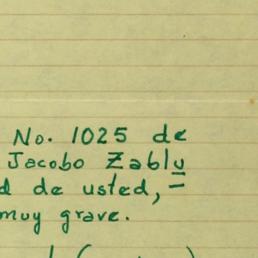 No. 1025 de
Jacobo Zablu
d de usted,
muy grave.